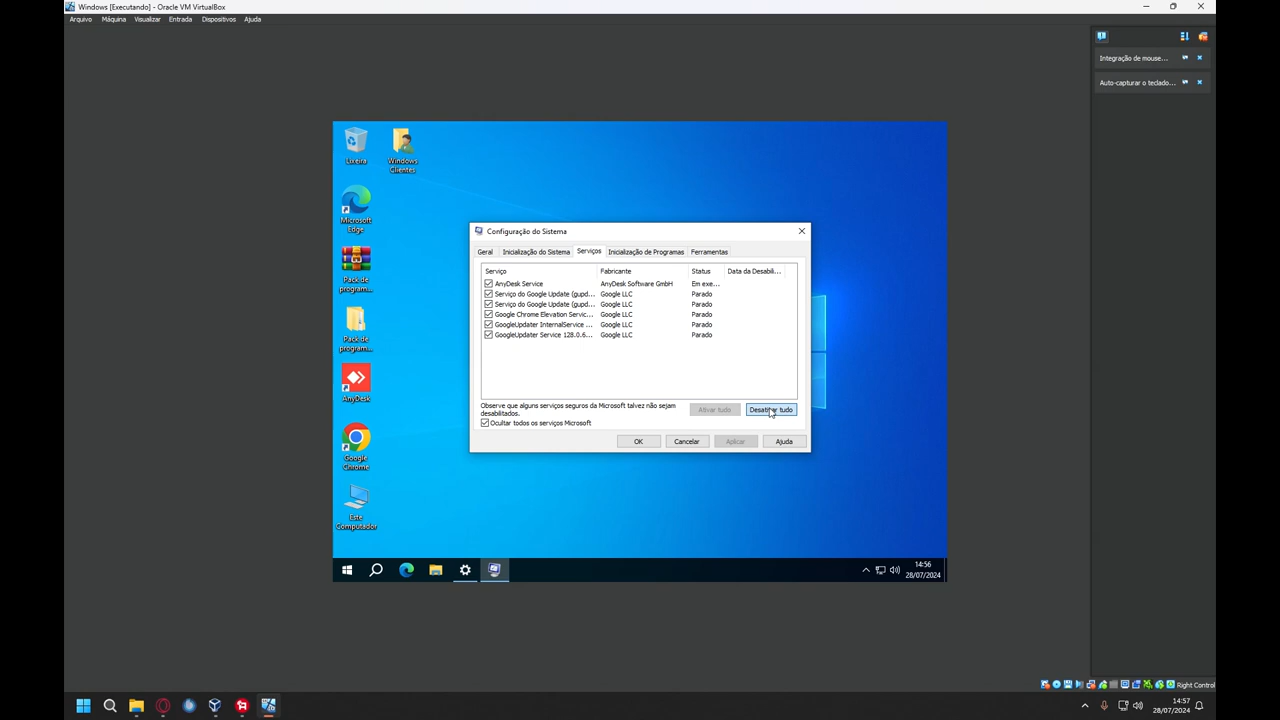 Windows [Executando] - Oracle VM VirtualBox
Arquivo Máquina Visualizar Entrada Dispositivos Ajuda
Integração de mouse...
Auto-capturar o teclado...
Lixeira
Windows
Clientes
Microsoft
Edge
Pack de
program...
Pack de
program...
AnyDesk
Google
Chrome
Este
Computador
Configuração do Sistema
Geral Inicialização do Sistema Serviços Inicialização de Programas Ferramentas
Serviço Fabricante Status Data da Desabili...
AnyDesk Service AnyDesk Software GmbH Em exe...
Serviço do Google Update (gupd... Google LLC Parado
Serviço do Google Update (gupd... Google LLC Parado
Google Chrome Elevation Servic... Google LLC Parado
GoogleUpdater InternalService ... Google LLC Parado
GoogleUpdater Service 128.0.6... Google LLC Parado
Observe que alguns serviços seguros da Microsoft talvez não sejam
desabilitados.
Ativar tudo Desativar tudo
Ocultar todos os serviços Microsoft
OK Cancelar Aplicar Ajuda
14:56
28/07/2024
Right Control
14:57
28/07/2024